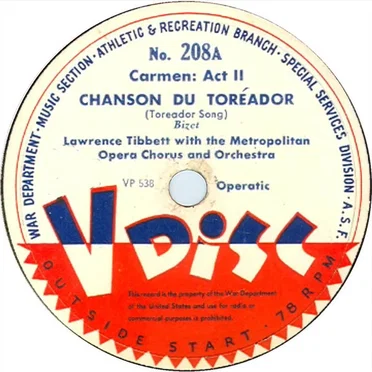 WAR DEPARTMENT · MUSIC SECTION · ATHLETIC & RECREATION BRANCH · SPECIAL SERVICES DIVISION · A.S.F.
No. 208A
Carmen: Act II
CHANSON DU TORÉADOR
(Toreador Song)
Bizet
Lawrence Tibbett with the Metropolitan
Opera Chorus and Orchestra
VP 538
Operatic
V DISC
This record is the property of the War Department
of the United States and use for radio or
commercial purposes is prohibited.
OUTSIDE START · 78 RPM